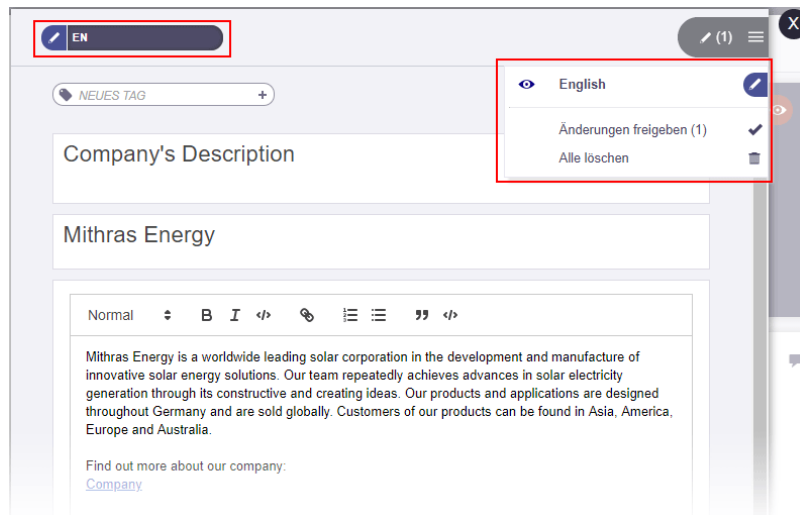 EN
(1)
X
English
NEUES TAG
+
Änderungen freigeben (1)
Alle löschen
Company's Description
Mithras Energy
Normal
B I </> </>
Mithras Energy is a worldwide leading solar corporation in the development and manufacture of
innovative solar energy solutions. Our team repeatedly achieves advances in solar electricity
generation through its constructive and creating ideas. Our products and applications are designed
throughout Germany and are sold globally. Customers of our products can be found in Asia, America,
Europe and Australia.
Find out more about our company:
Company